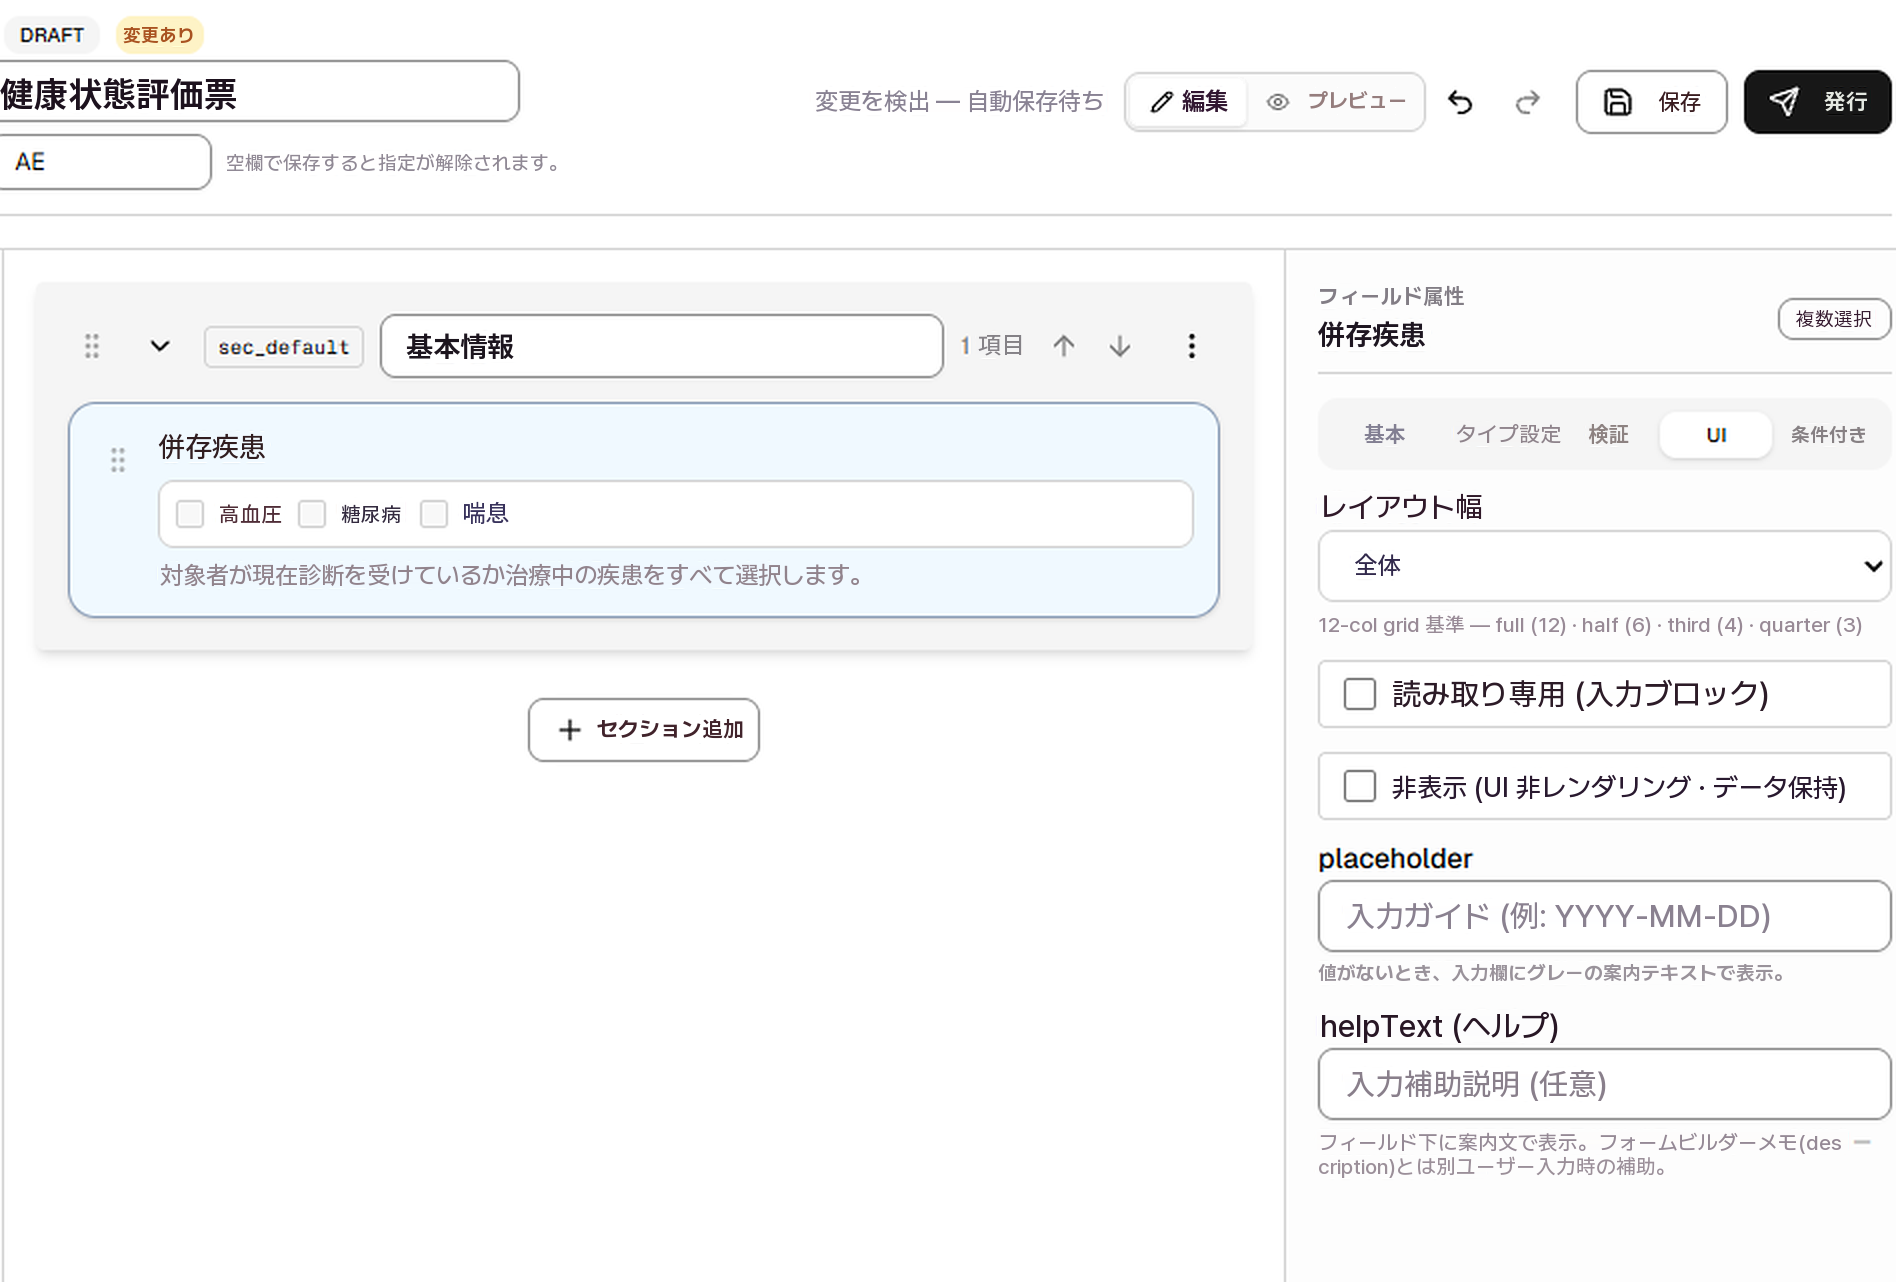 DRAFT 変更あり
健康状態評価票
変更を検出 — 自動保存待ち 編集 プレビュー 保存 発行
AE 空欄で保存すると指定が解除されます。
sec_default 基本情報 1 項目
併存疾患
高血圧 糖尿病 喘息
対象者が現在診断を受けているか治療中の疾患をすべて選択します。
セクション追加
フィールド属性
併存疾患 複数選択
基本 タイプ設定 検証 UI 条件付き
レイアウト幅
全体
12-col grid 基準 — full (12) · half (6) · third (4) · quarter (3)
読み取り専用 (入力ブロック)
非表示 (UI 非レンダリング · データ保持)
placeholder
入力ガイド (例: YYYY-MM-DD)
値がないとき、入力欄にグレーの案内テキストで表示。
helpText (ヘルプ)
入力補助説明 (任意)
フィールド下に案内文で表示。フォームビルダーメモ(des —
cription)とは別ユーザー入力時の補助。